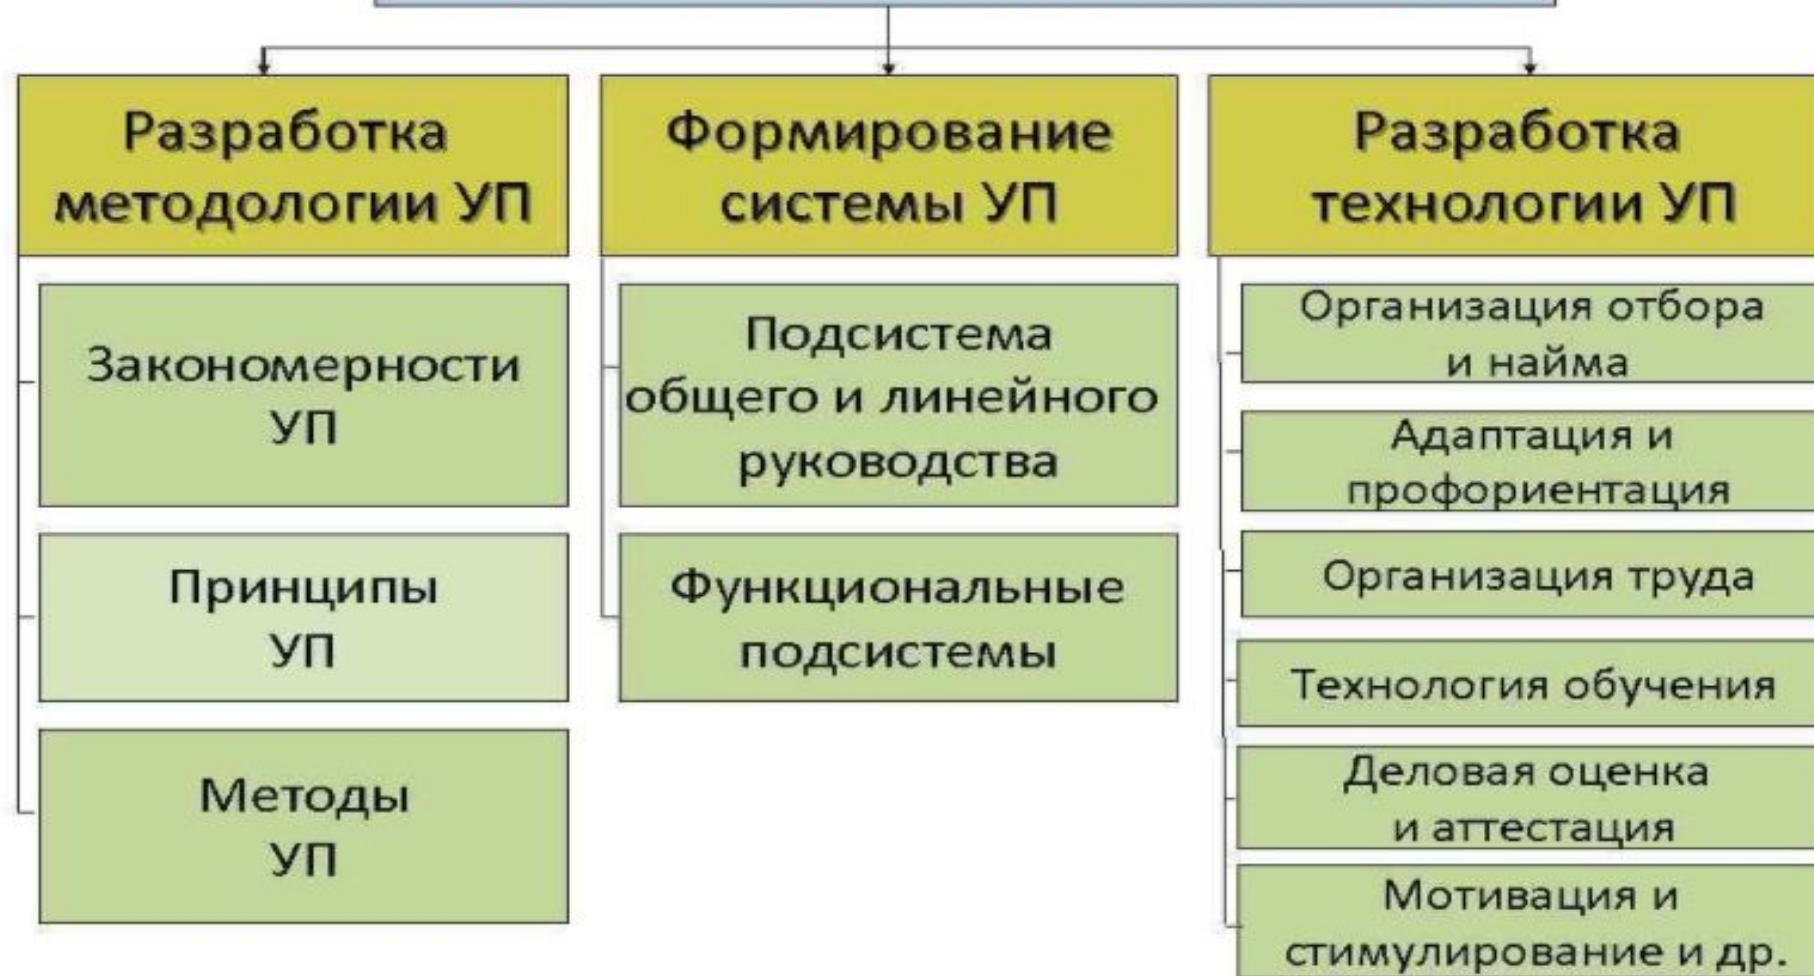 Разработка
методологии УП
Закономерности
УП
Принципы
УП
Методы
УП
Формирование
системы УП
Подсистема
общего и линейного
руководства
Функциональные
подсистемы
Разработка
технологии УП
Организация отбора
и найма
Адаптация и
профориентация
Организация труда
Технология обучения
Деловая оценка
и аттестация
Мотивация и
стимулирование и др.